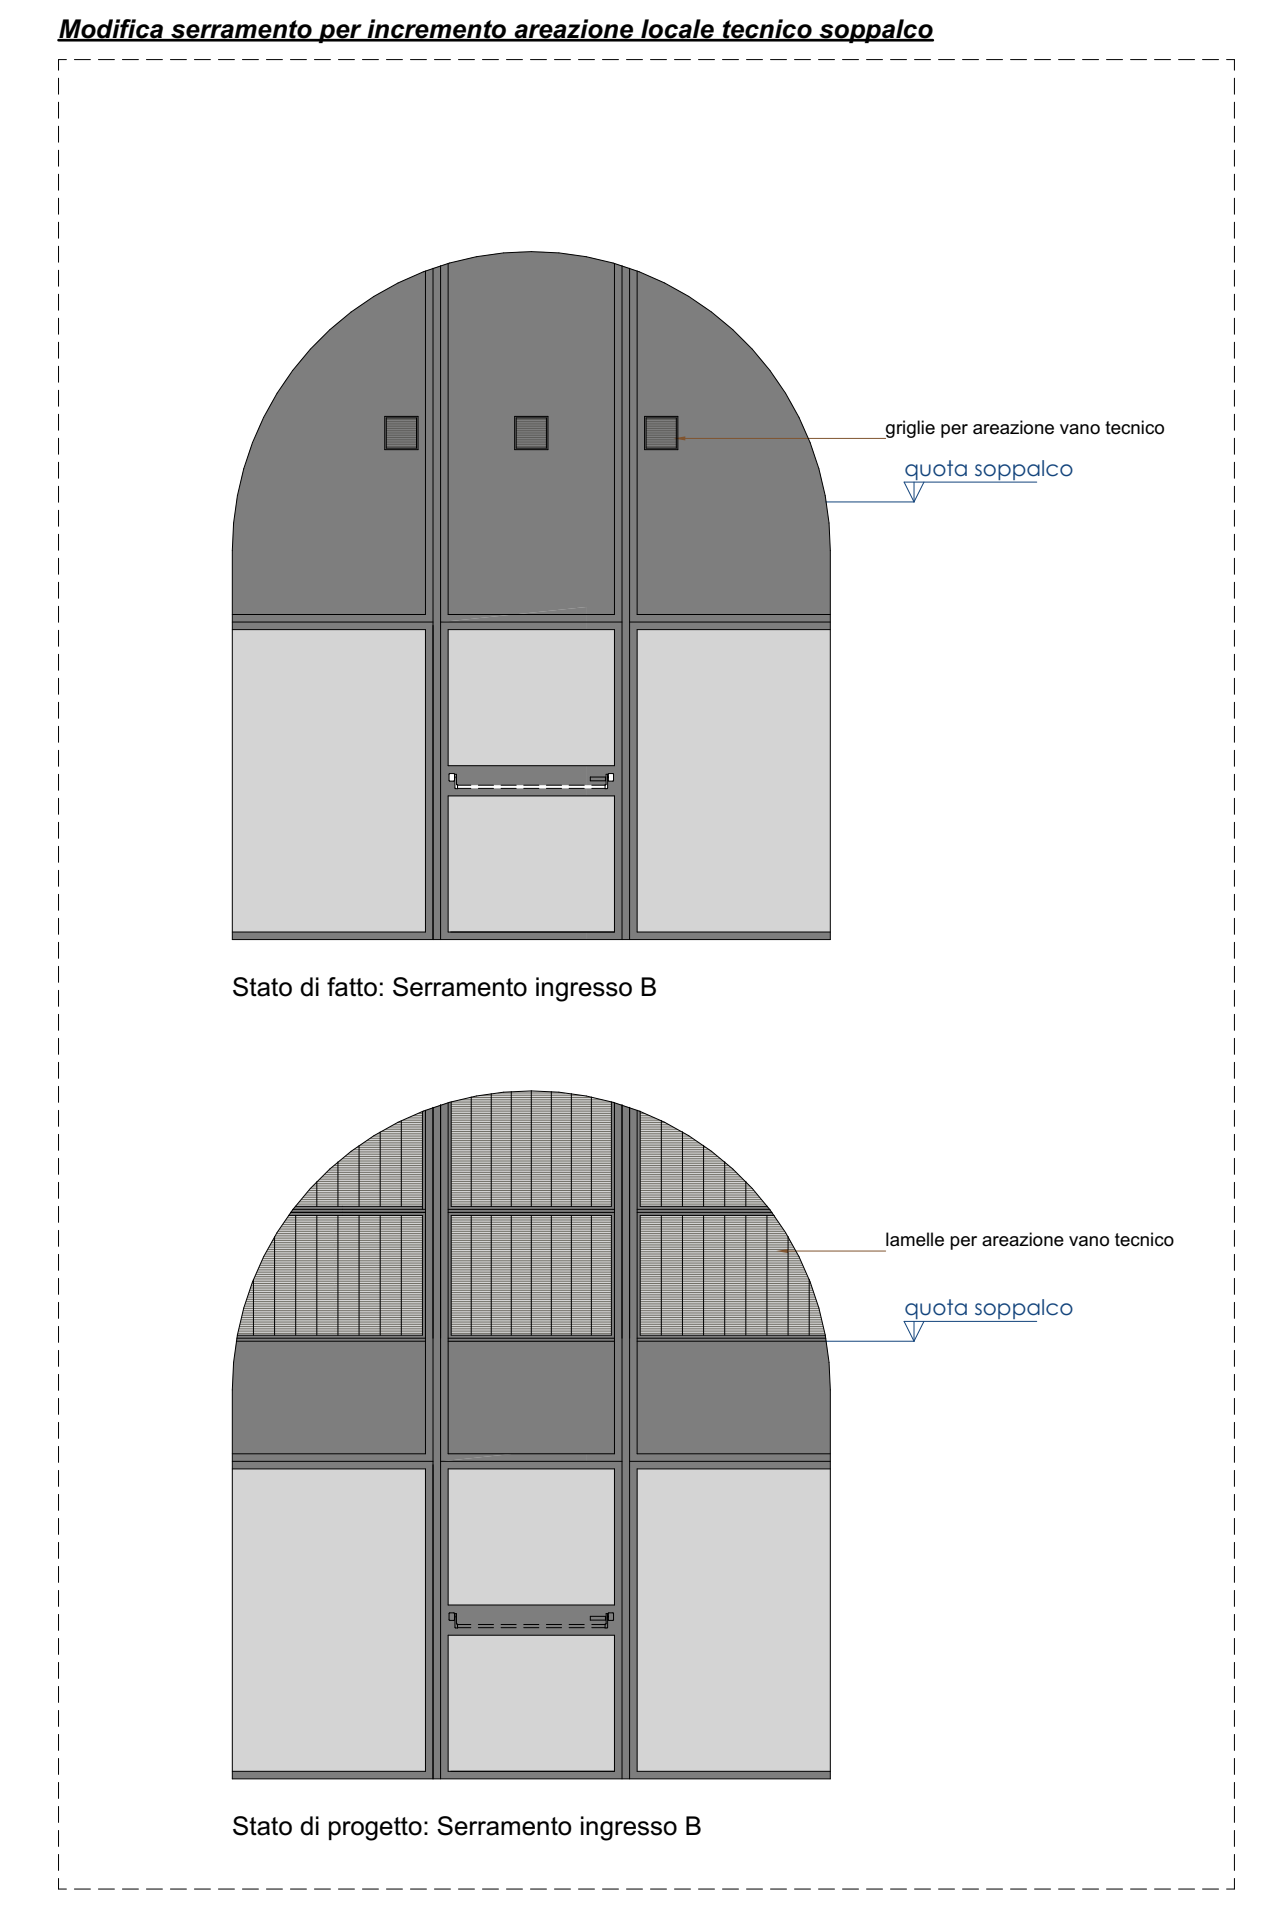 Modifica serramento per incremento areazione locale tecnico soppalco
griglie per areazione vano tecnico
quota soppalco
Stato di fatto: Serramento ingresso B
lamelle per areazione vano tecnico
quota soppalco
Stato di progetto: Serramento ingresso B